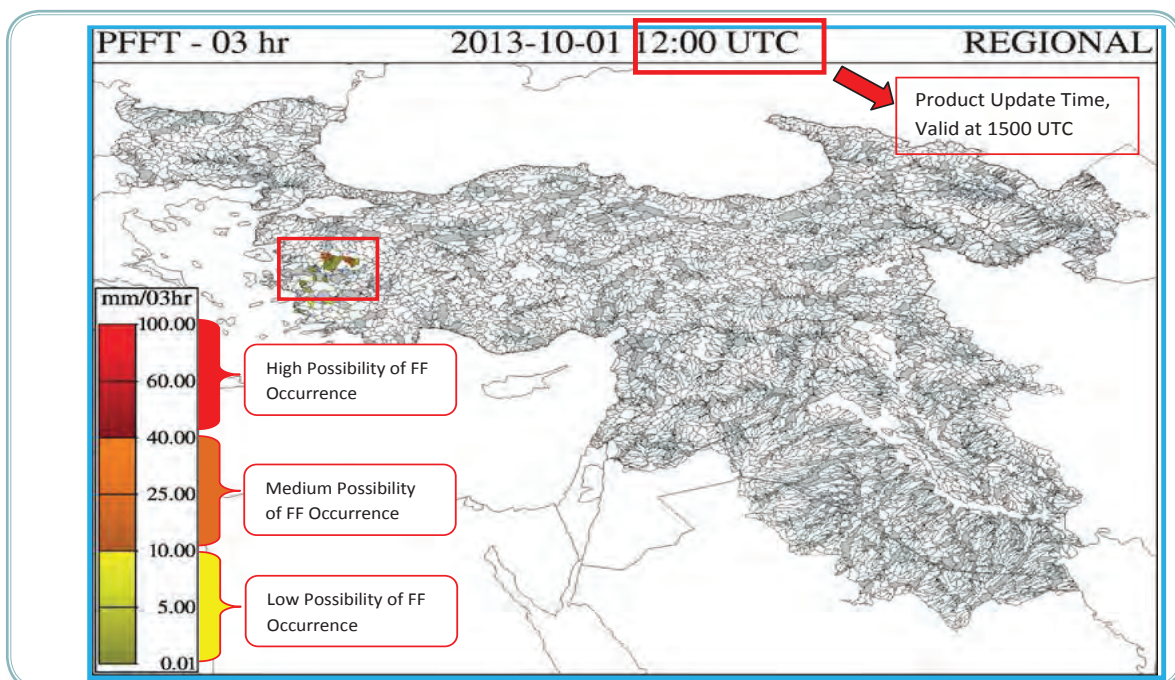 PFFT - 03 hr 2013-10-01 12:00 UTC REGIONAL
Product Update Time,
Valid at 1500 UTC
mm/03hr
100.00
60.00
40.00
25.00
10.00
5.00
0.01
High Possibility of FF
Occurrence
Medium Possibility
of FF Occurrence
Low Possibility of FF
Occurrence